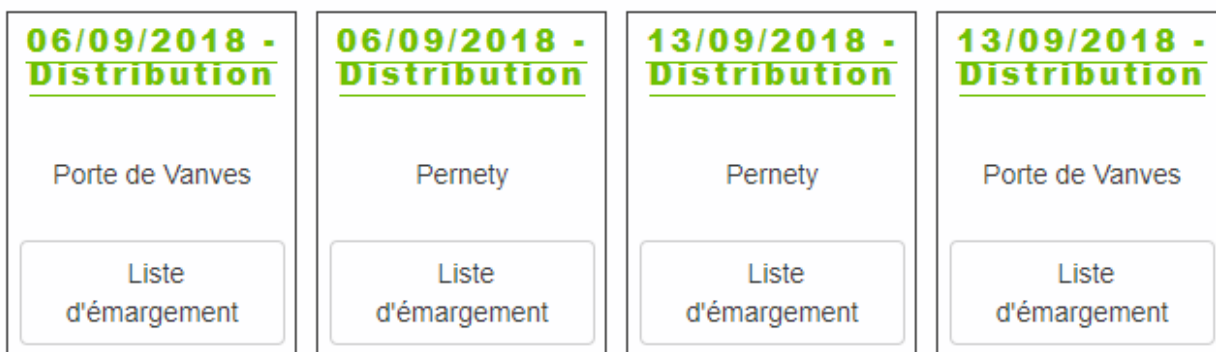 06/09/2018 -
Distribution
Porte de Vanves
Liste
d'émargement
06/09/2018 -
Distribution
Pernety
Liste
d'émargement
13/09/2018 -
Distribution
Pernety
Liste
d'émargement
13/09/2018 -
Distribution
Porte de Vanves
Liste
d'émargement